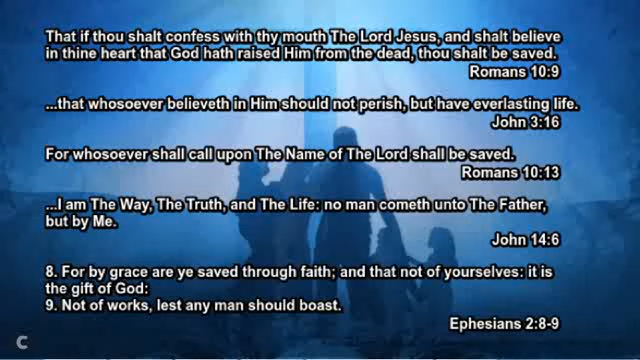 That if thou shalt confess with thy mouth The Lord Jesus, and shalt believe
in thine heart that God hath raised Him from the dead, thou shalt be saved.
Romans 10:9
...that whosoever believeth in Him should not perish, but have everlasting life.
John 3:16
For whosoever shall call upon The Name of The Lord shall be saved.
Romans 10:13
...I am The Way, The Truth, and The Life: no man cometh unto The Father,
but by Me.
John 14:6
8. For by grace are ye saved through faith; and that not of yourselves: it is
the gift of God:
9. Not of works, lest any man should boast.
Ephesians 2:8-9
C